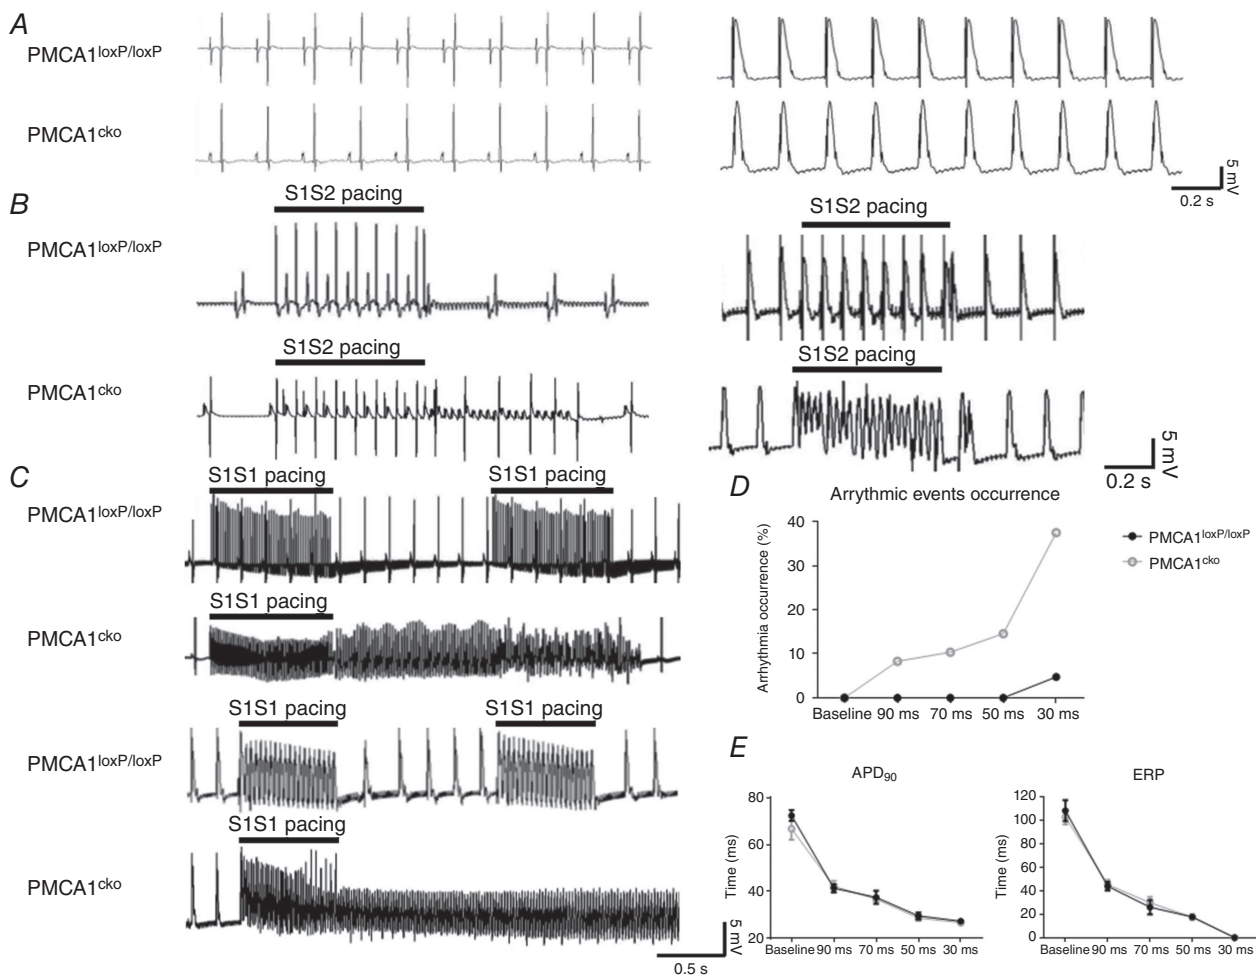 A
PMCA1loxP/loxP
PMCA1cko
5 mV
0.2 s
B
S1S2 pacing
S1S2 pacing
PMCA1loxP/loxP
S1S2 pacing
S1S2 pacing
PMCA1cko
5 mV
0.2 s
C
S1S1 pacing
S1S1 pacing
PMCA1loxP/loxP
S1S1 pacing
PMCA1cko
S1S1 pacing
S1S1 pacing
PMCA1loxP/loxP
S1S1 pacing
PMCA1cko
5 mV
0.5 s
D
Arrythmic events occurrence
Arrhythmia occurrence (%)
40
30
20
10
0
Baseline 90 ms 70 ms 50 ms 30 ms
PMCA1loxP/loxP
PMCA1cko
E
APD90
Time (ms)
80
60
40
20
Baseline 90 ms 70 ms 50 ms 30 ms
ERP
Time (ms)
120
100
80
60
40
20
0
Baseline 90 ms 70 ms 50 ms 30 ms